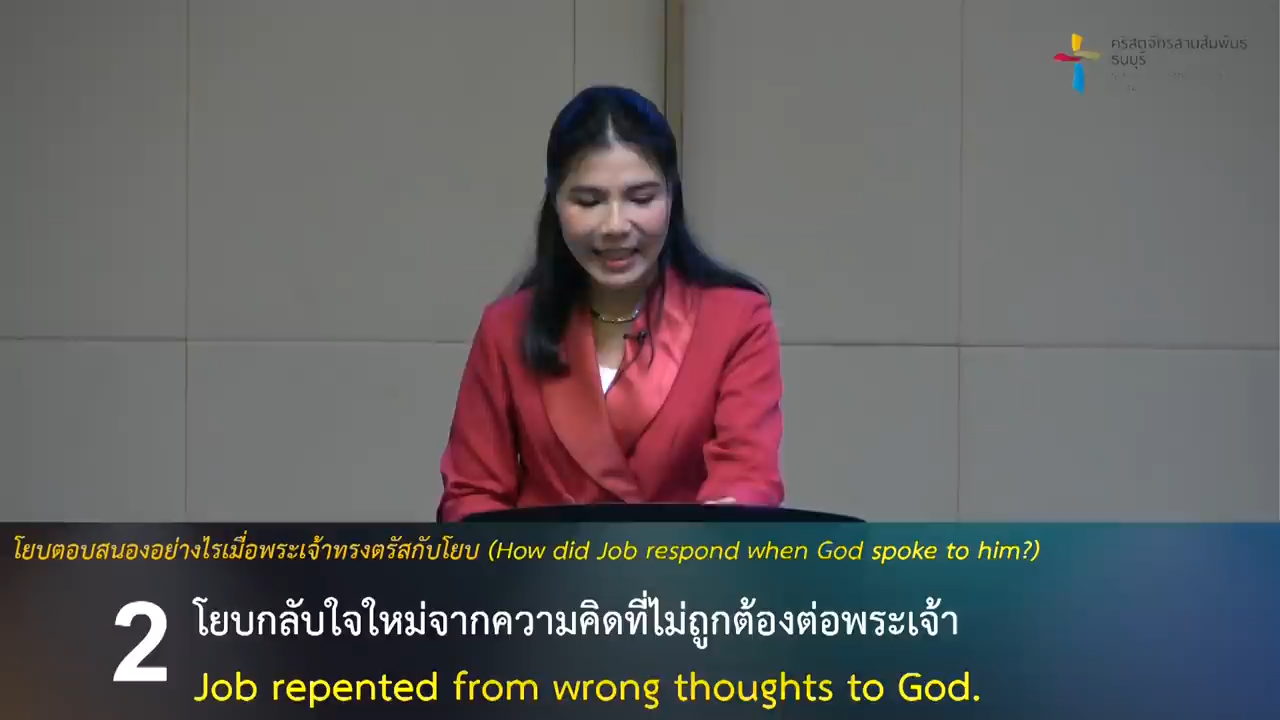 คริสตจักรสานสัมพันธ์
ธนบุรี
โยบตอบสนองอย่างไรเมื่อพระเจ้าทรงตรัสกับโยบ (How did Job respond when God spoke to him?)
2
โยบกลับใจใหม่จากความคิดที่ไม่ถูกต้องต่อพระเจ้า
Job repented from wrong thoughts to God.